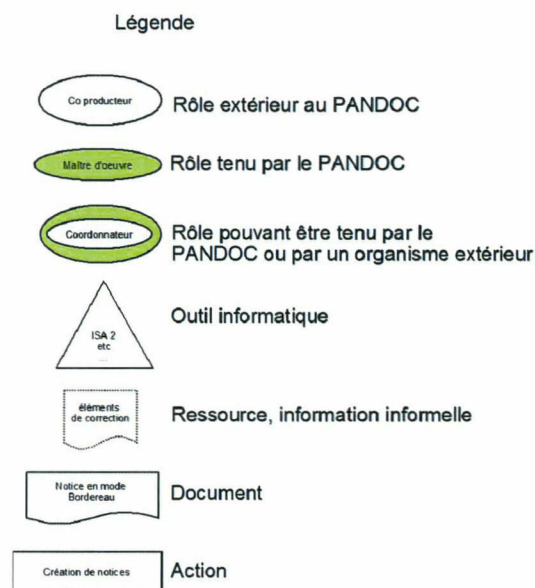 Légende
Co producteur
Rôle extérieur au PANDOC
Maître d'oeuvre
Rôle tenu par le PANDOC
Coordonnateur
Rôle pouvant être tenu par le
PANDOC ou par un organisme extérieur
ISA 2
etc
...
Outil informatique
éléments
de correction
Ressource, information informelle
Notice en mode
Bordereau
Document
Création de notices
Action